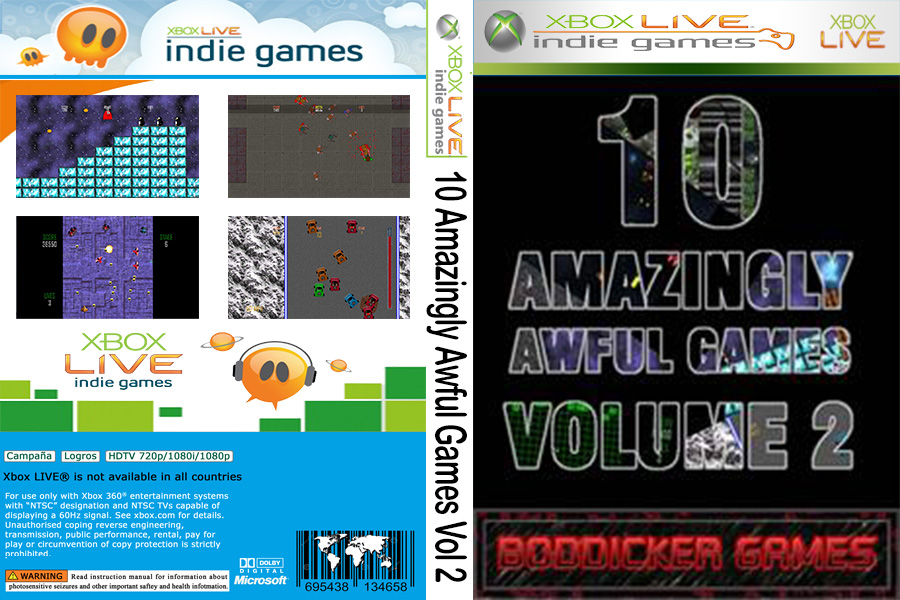 XBOX LIVE
indie games
SCORE
38550
LIVES
3
XBOX
LIVE
indie games
Campaña Logros HDTV 720p/1080i/1080p
Xbox LIVE® is not available in all countries
For use only with Xbox 360® entertainment systems
with "NTSC" designation and NTSC TVs capable of
displaying a 60Hz signal. See xbox.com for details.
Unauthorised coping reverse engineering,
transmission, public performance, rental, pay for
play or circumvention of copy protection is strictly
prohibited.
WARNING Read instruction manual for information about
photosensitive seizures and other important saftey and health infotmation.
DOLBY
DIGITAL
Microsoft
695438 134658
XBOX LIVE
indie games
10 Amazingly Awful Games Vol 2
XBOX LIVE
indie games
XBOX
LIVE
10
AMAZINGLY
AWFUL GAMES
VOLUME 2
BODDICKER GAMES